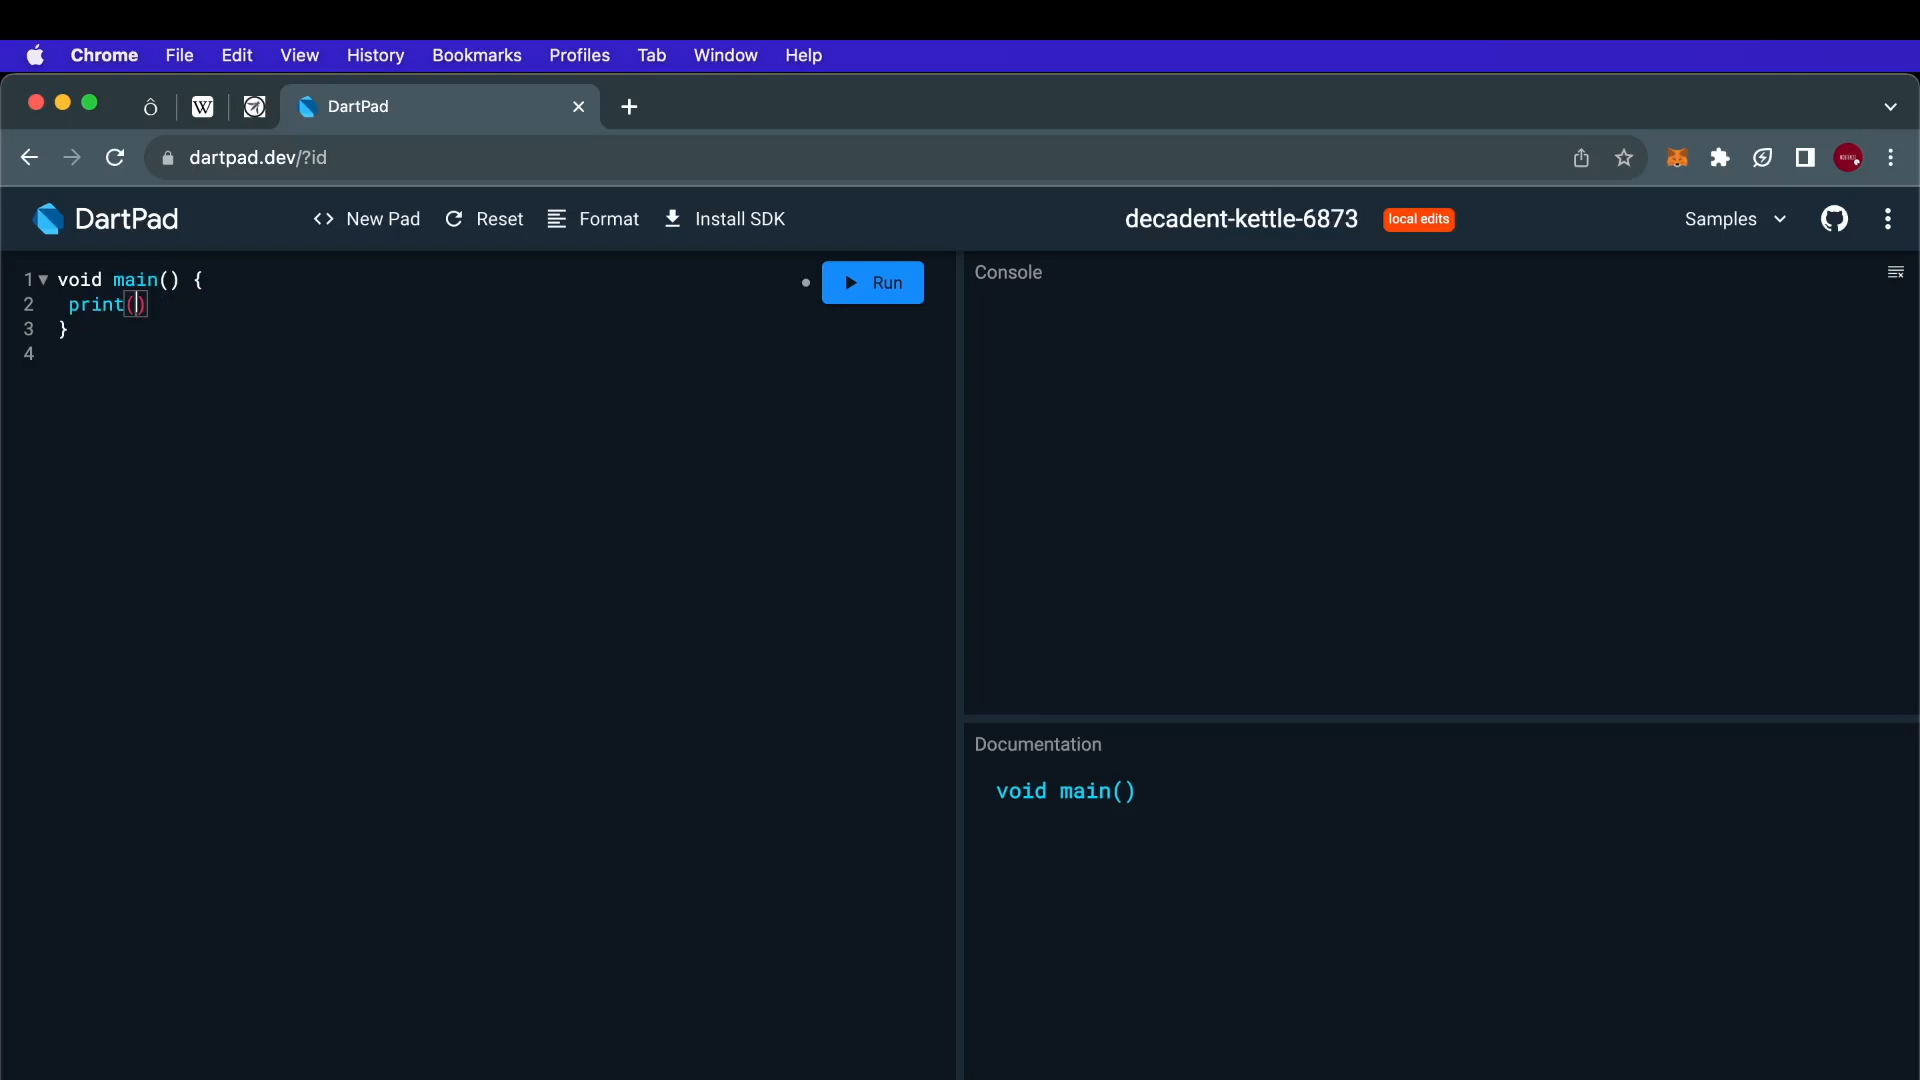 Chrome File Edit View History Bookmarks Profiles Tab Window Help
Ô W DartPad
dartpad.dev/?id
DartPad <> New Pad Reset Format Install SDK decadent-kettle-6873 local edits Samples
1 void main() {
2 print()
3 }
4
Run
Console
Documentation
void main()